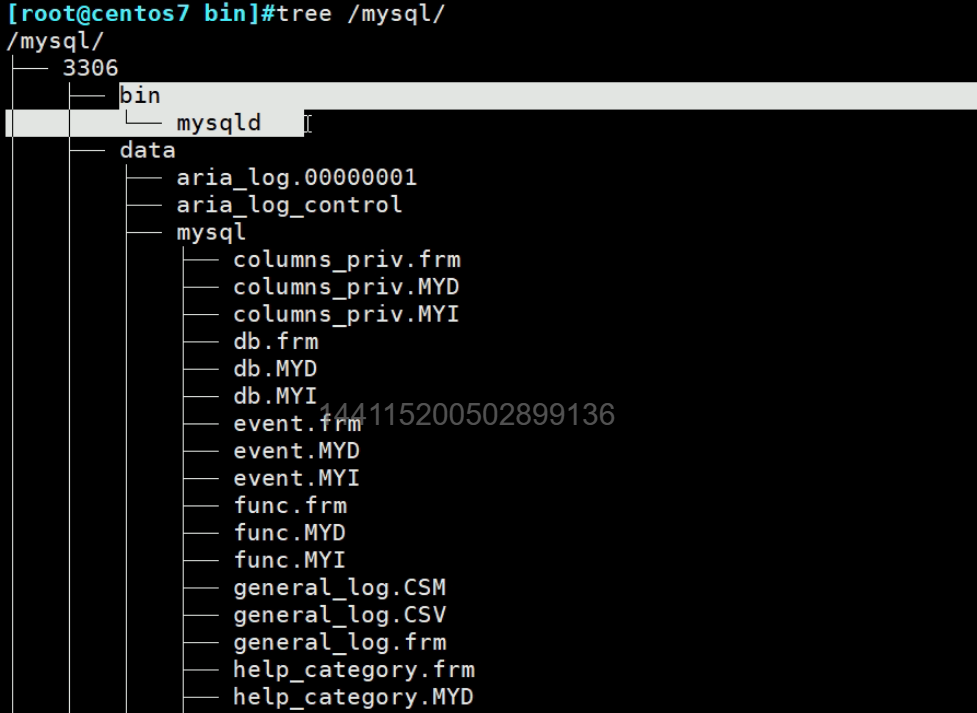 [root@centos7 bin]#tree /mysql/
/mysql/
├── 3306
│   ├── bin
│   │   └── mysqld
│   ├── data
│   │   ├── aria_log.00000001
│   │   ├── aria_log_control
│   │   ├── mysql
│   │   │   ├── columns_priv.frm
│   │   │   ├── columns_priv.MYD
│   │   │   ├── columns_priv.MYI
│   │   │   ├── db.frm
│   │   │   ├── db.MYD
│   │   │   ├── db.MYI
144115200502899136
│   │   │   ├── event.frm
│   │   │   ├── event.MYD
│   │   │   ├── event.MYI
│   │   │   ├── func.frm
│   │   │   ├── func.MYD
│   │   │   ├── func.MYI
│   │   │   ├── general_log.CSM
│   │   │   ├── general_log.CSV
│   │   │   ├── general_log.frm
│   │   │   ├── help_category.frm
│   │   │   ├── help_category.MYD